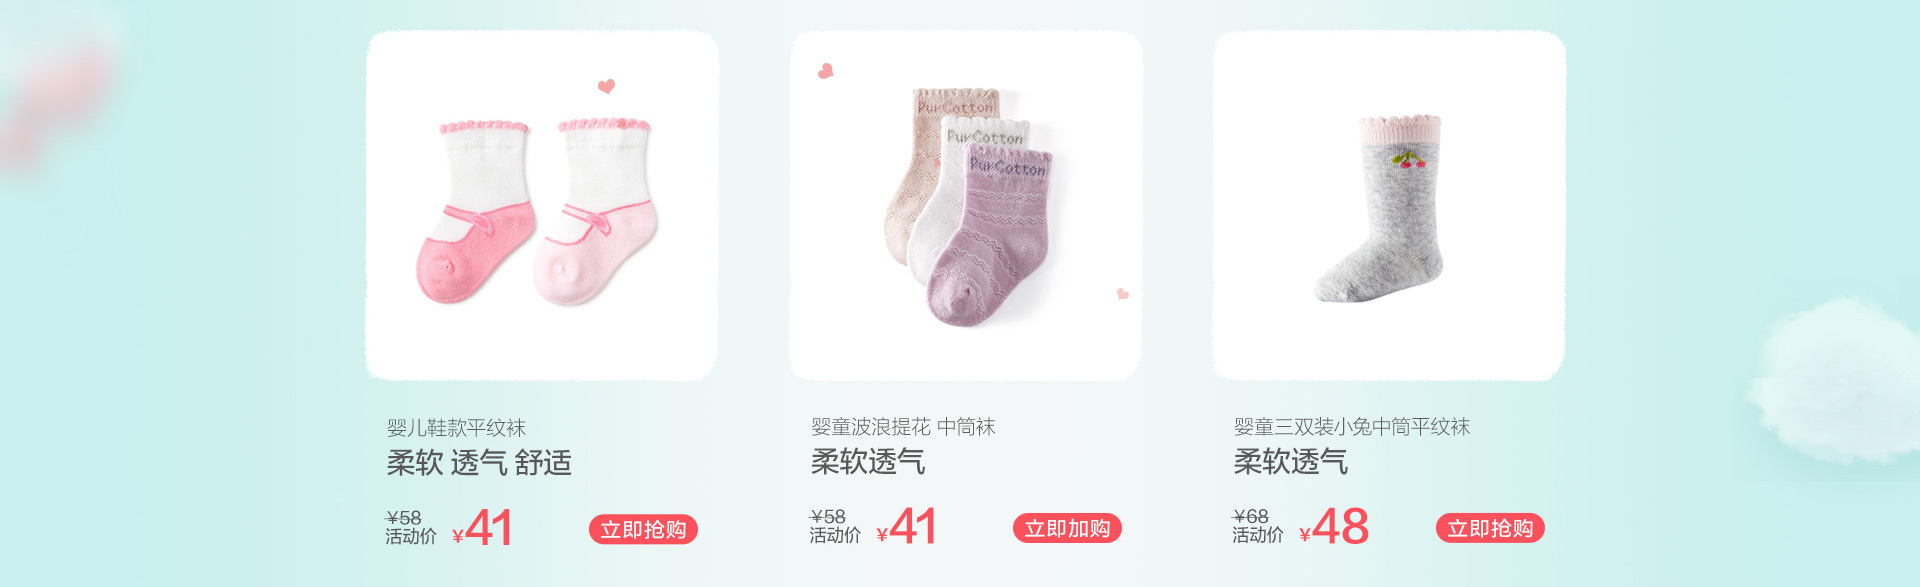 PurCotton
PurCotton
PurCotton
婴儿鞋款平纹袜
柔软 透气 舒适
¥58
活动价 ¥41
立即抢购
婴童波浪提花 中筒袜
柔软透气
¥58
活动价 ¥41
立即加购
婴童三双装小兔中筒平纹袜
柔软透气
¥68
活动价 ¥48
立即抢购